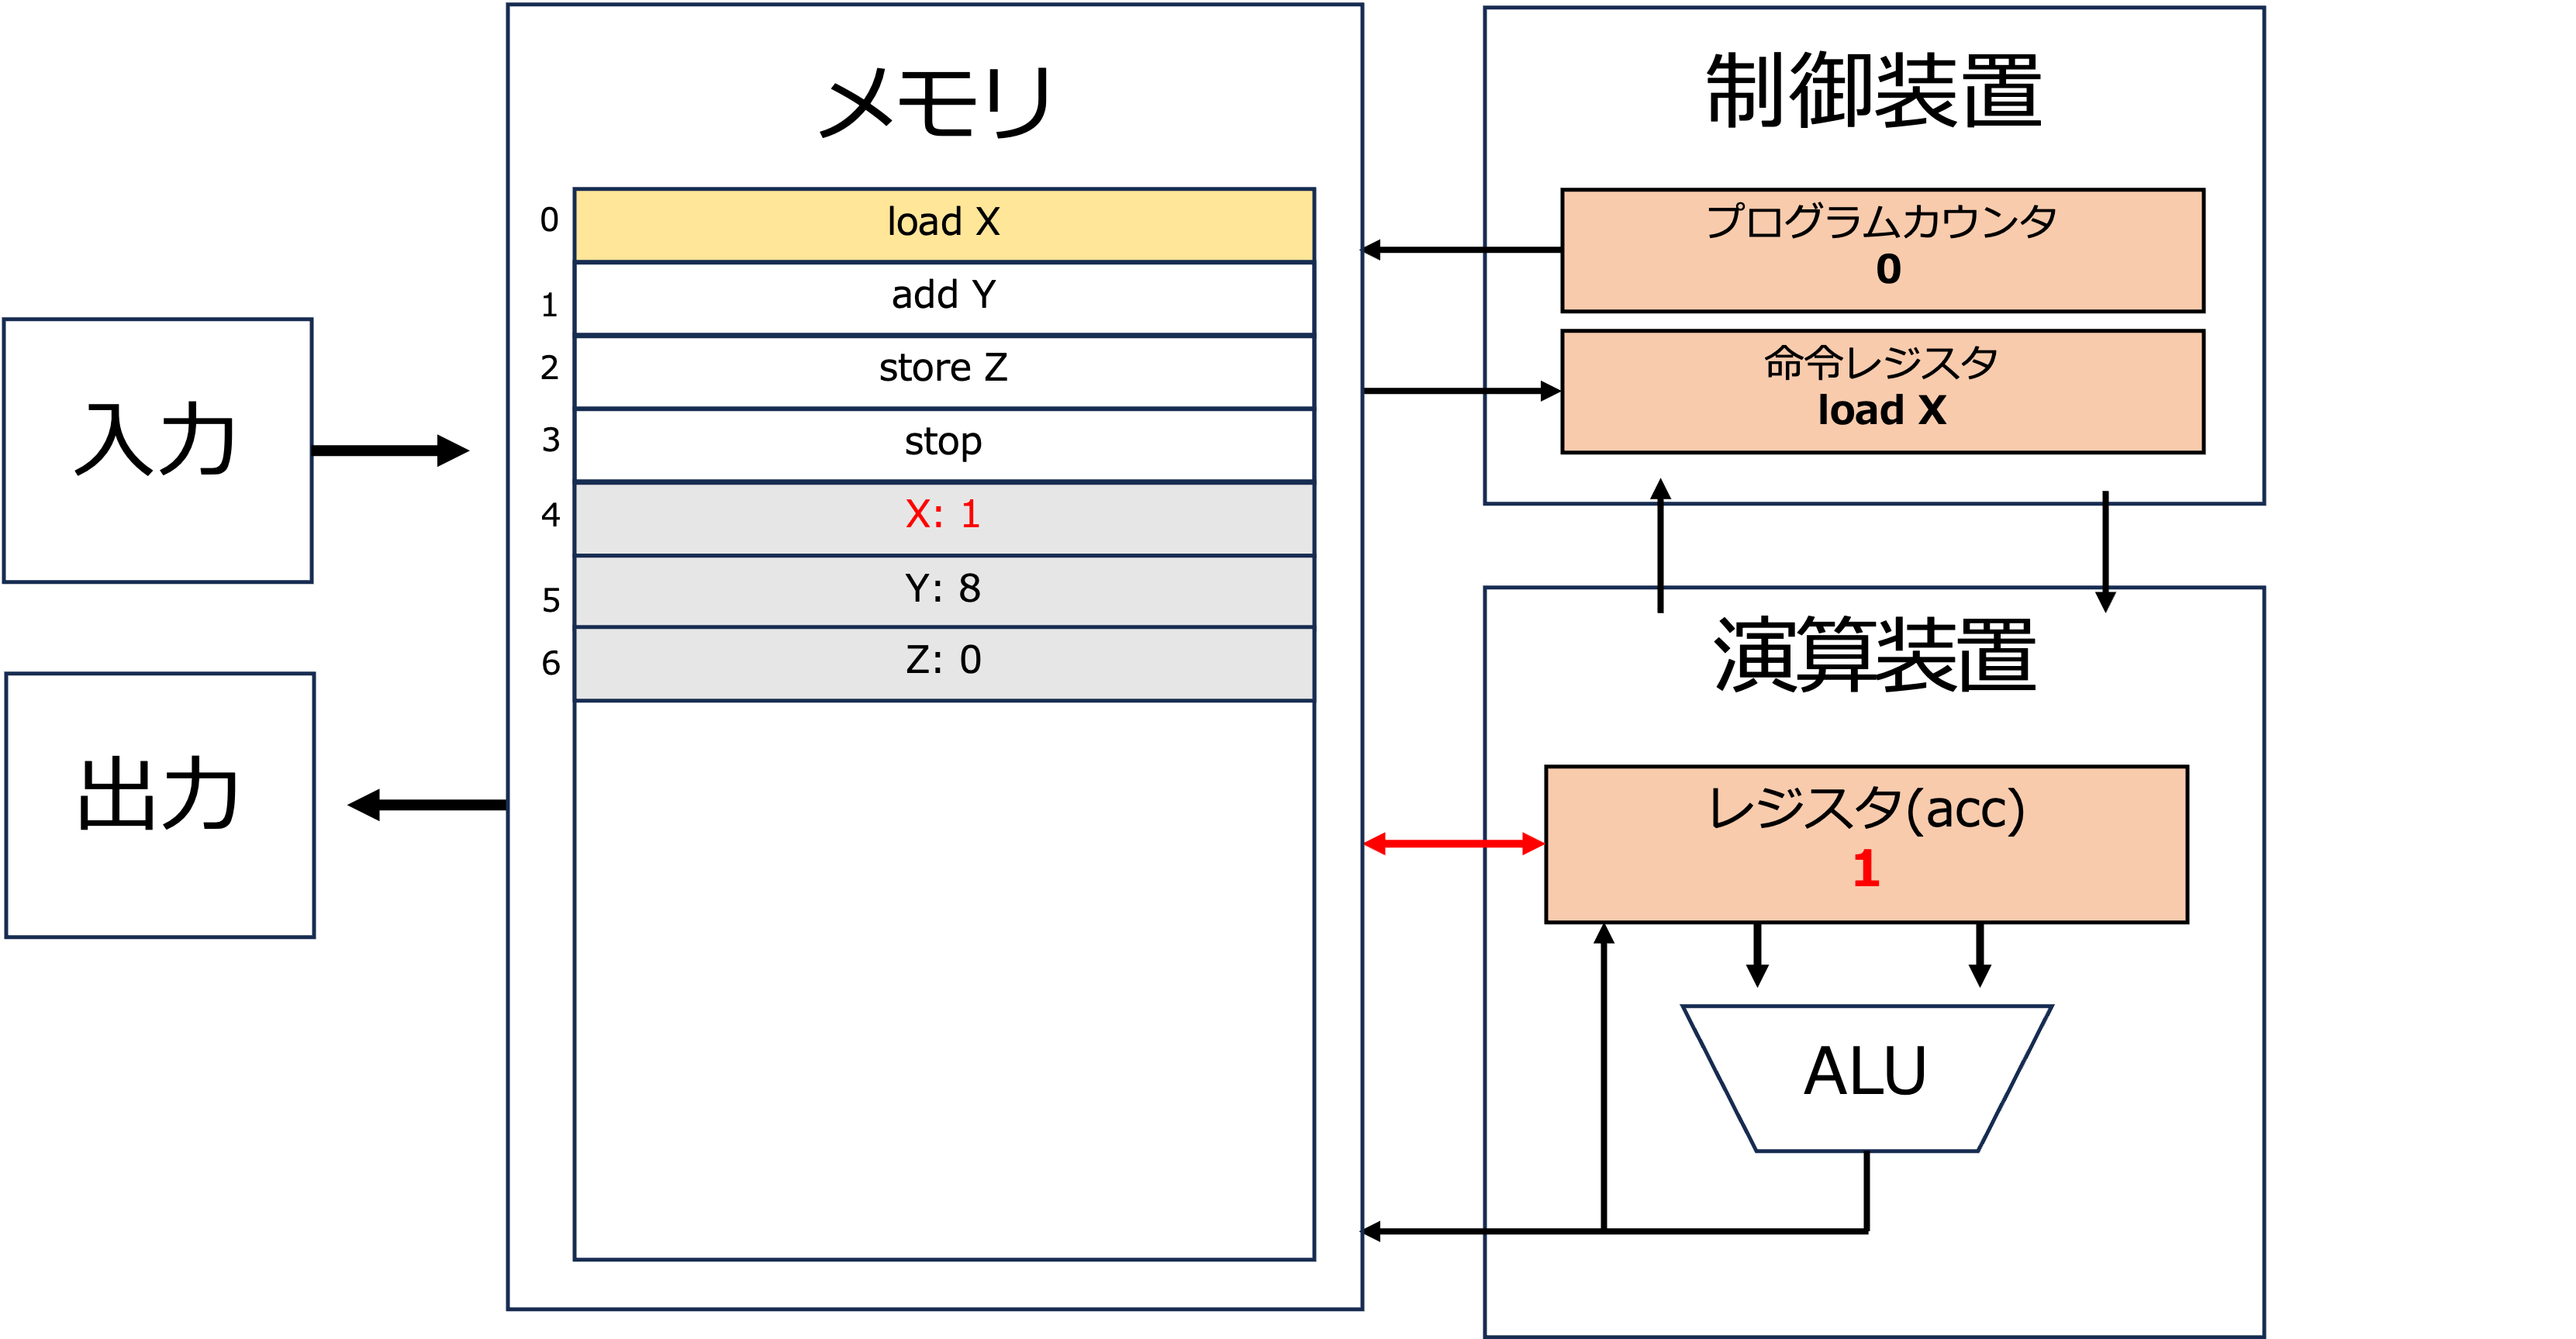 入力
出力
メモリ
0
load X
1
add Y
2
store Z
3
stop
4
X: 1
5
Y: 8
6
Z: 0
制御装置
プログラムカウンタ
0
命令レジスタ
load X
演算装置
レジスタ(acc)
1
ALU